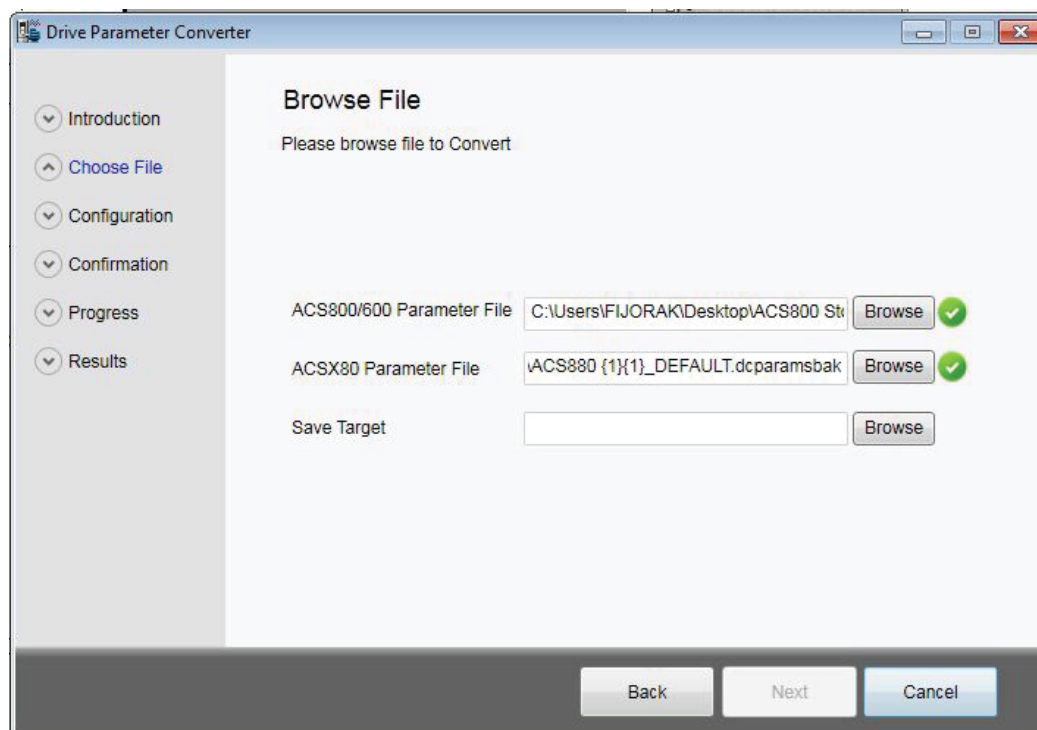 Drive Parameter Converter
Introduction
Choose File
Configuration
Confirmation
Progress
Results
Browse File
Please browse file to Convert
ACS800/600 Parameter File C:\Users\FIJORAK\Desktop\ACS800 Browse
ACSX80 Parameter File \ACS880 {1}{1}_DEFAULT.dcparamsbak Browse
Save Target Browse
Back Next Cancel